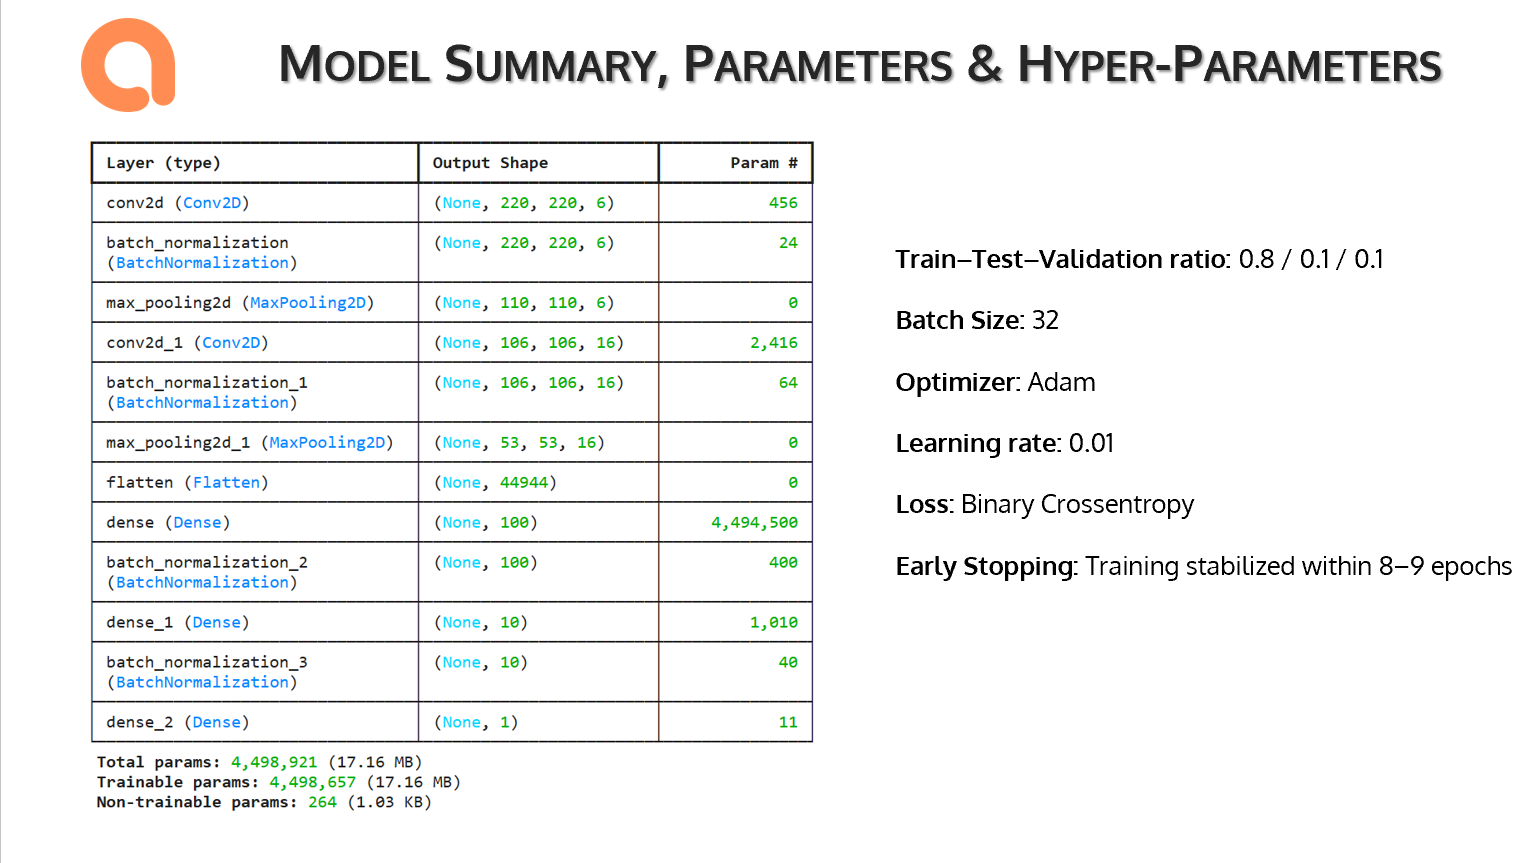 MODEL SUMMARY, PARAMETERS & HYPER-PARAMETERS
Layer (type) Output Shape Param #
conv2d (Conv2D) (None, 220, 220, 6) 456
batch_normalization (None, 220, 220, 6) 24
(BatchNormalization)
max_pooling2d (MaxPooling2D) (None, 110, 110, 6) 0
conv2d_1 (Conv2D) (None, 106, 106, 16) 2,416
batch_normalization_1 (None, 106, 106, 16) 64
(BatchNormalization)
max_pooling2d_1 (MaxPooling2D) (None, 53, 53, 16) 0
flatten (Flatten) (None, 44944) 0
dense (Dense) (None, 100) 4,494,500
batch_normalization_2 (None, 100) 400
(BatchNormalization)
dense_1 (Dense) (None, 10) 1,010
batch_normalization_3 (None, 10) 40
(BatchNormalization)
dense_2 (Dense) (None, 1) 11
Total params: 4,498,921 (17.16 MB)
Trainable params: 4,498,657 (17.16 MB)
Non-trainable params: 264 (1.03 KB)
Train–Test–Validation ratio: 0.8 / 0.1 / 0.1
Batch Size: 32
Optimizer: Adam
Learning rate: 0.01
Loss: Binary Crossentropy
Early Stopping: Training stabilized within 8–9 epochs